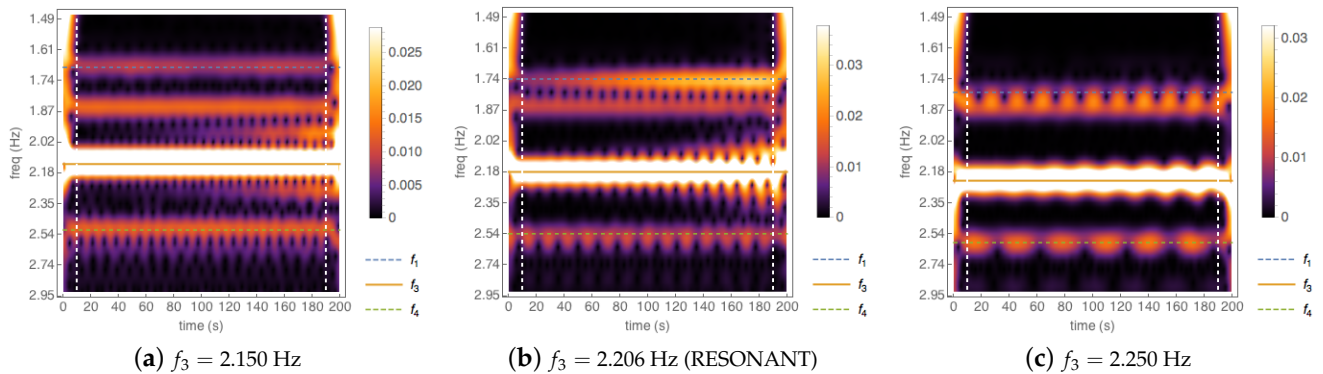 1.49
1.61
1.74
1.87
2.02
2.18
2.35
2.54
2.74
2.95
freq (Hz)
0 20 40 60 80 100 120 140 160 180 200
time (s)
0.025
0.020
0.015
0.010
0.005
0
f1
f3
f4
(a) f3 = 2.150 Hz
1.49
1.61
1.74
1.87
2.02
2.18
2.35
2.54
2.74
2.95
freq (Hz)
0 20 40 60 80 100 120 140 160 180 200
time (s)
0.03
0.02
0.01
0
f1
f3
f4
(b) f3 = 2.206 Hz (RESONANT)
1.49
1.61
1.74
1.87
2.02
2.18
2.35
2.54
2.74
2.95
freq (Hz)
0 20 40 60 80 100 120 140 160 180 200
time (s)
0.03
0.02
0.01
0
f1
f3
f4
(c) f3 = 2.250 Hz